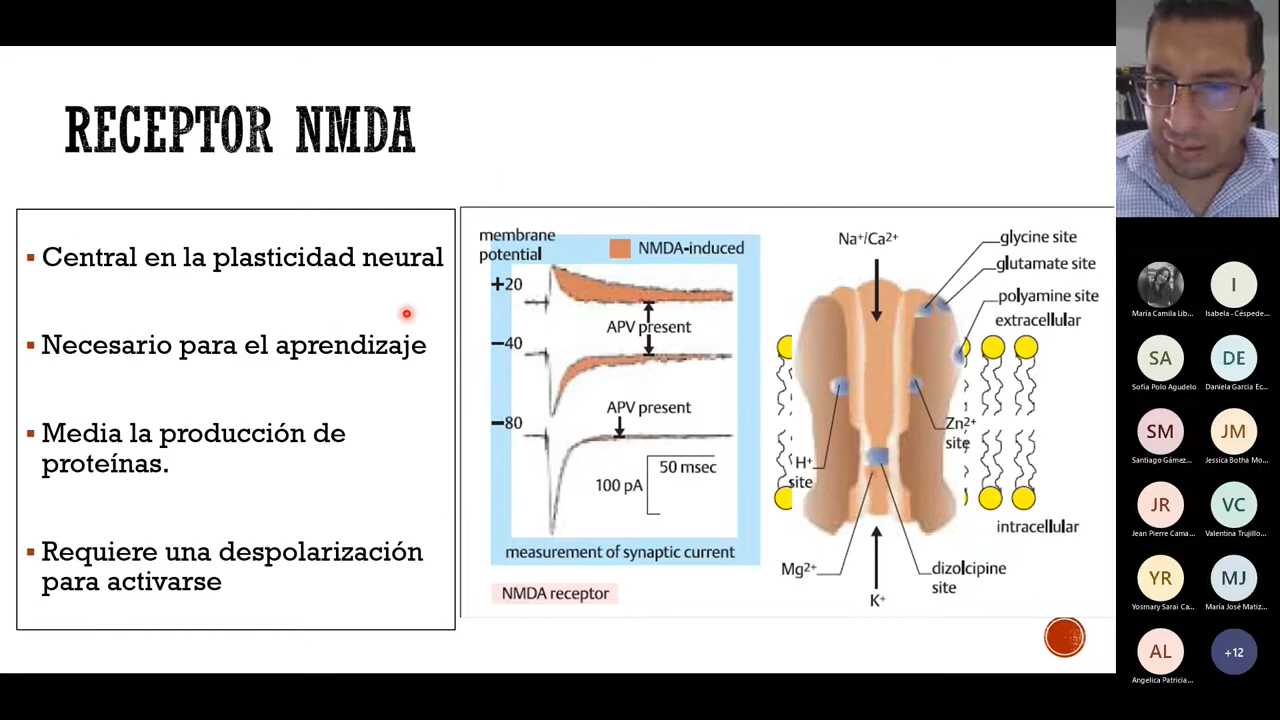 RECEPTOR NMDA
Central en la plasticidad neural
Necesario para el aprendizaje
Media la producción de
proteínas.
Requiere una despolarización
para activarse
membrane
potential
NMDA-induced
+20
APV present
-40
APV present
-80
50 msec
100 pA
measurement of synaptic current
NMDA receptor
Na⁺/Ca²⁺
glycine site
glutamate site
polyamine site
extracellular
Zn²⁺
site
H⁺
site
intracellular
Mg²⁺
dizolcipine
site
K⁺
María Camila Lib...
I
Isabela - Céspede...
SA
Sofía Polo Agudelo
DE
Daniela Garcia Ec...
SM
Santiago Gámez...
JM
Jessica Botha Mo...
JR
Jean Pierre Cama...
VC
Valentina Trujillo...
YR
Yosmary Sarai Ca...
MJ
María José Matiz...
AL
Angelica Patricia...
+12